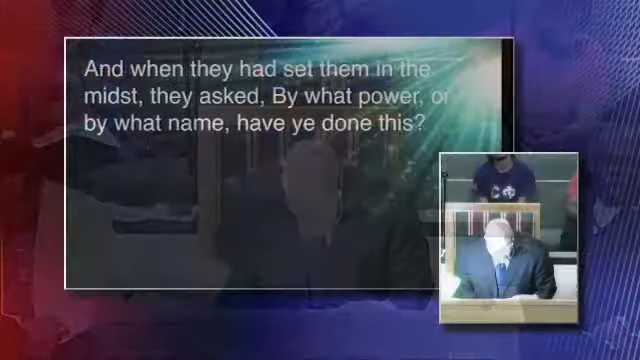 And when they had set them in the
midst, they asked, By what power, or
by what name, have ye done this?